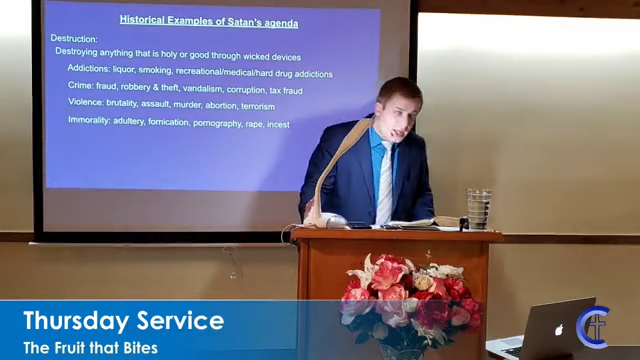 Historical Examples of Satan's agenda
Destruction:
Destroying anything that is holy or good through wicked devices
Addictions: liquor, smoking, recreational/medical/hard drug addictions
Crime: fraud, robbery & theft, vandalism, corruption, tax fraud
Violence: brutality, assault, murder, abortion, terrorism
Immorality: adultery, fornication, pornography, rape, incest
Thursday Service
The Fruit that Bites